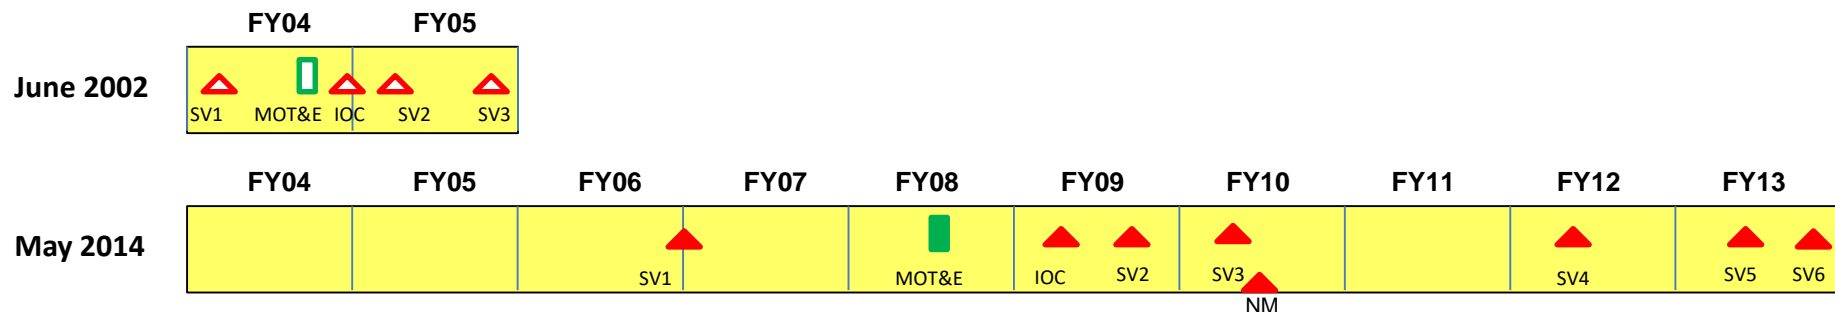 FY04 FY05
June 2002
SV1 MOT&E IOC SV2 SV3
FY04 FY05 FY06 FY07 FY08 FY09 FY10 FY11 FY12 FY13
May 2014
SV1 MOT&E IOC SV2 SV3 SV4 SV5 SV6
NM